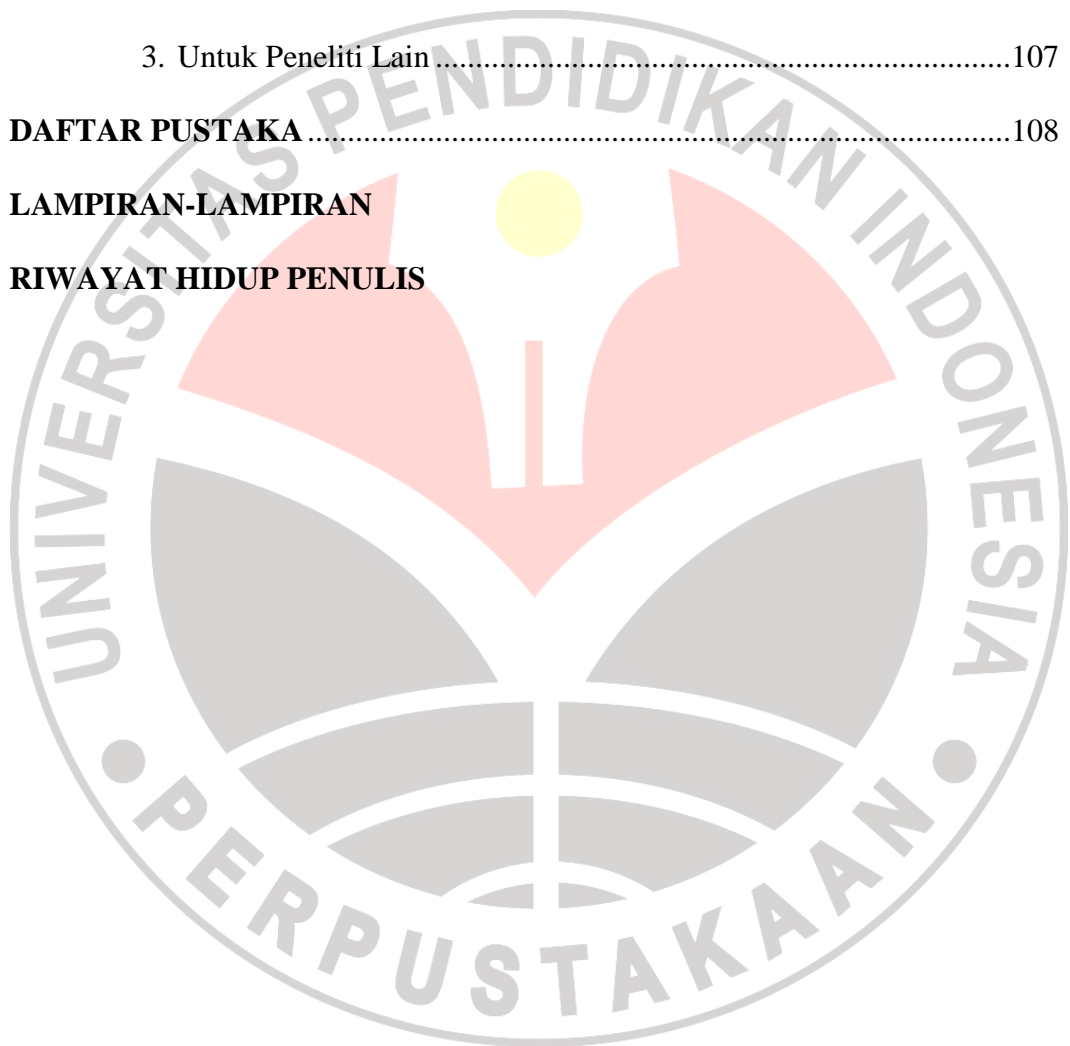 3. Untuk Peneliti Lain ........................................................................107
DAFTAR PUSTAKA ........................................................................................108
LAMPIRAN-LAMPIRAN
RIWAYAT HIDUP PENULIS
UNIVERSITAS PENDIDIKAN INDONESIA
PERPUSTAKAAN